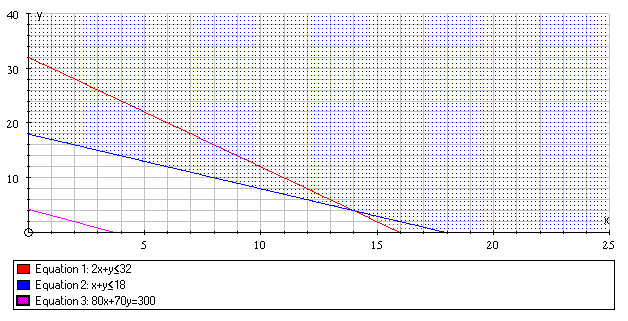 40
y
30
20
10
x
5 10 15 20 25
Equation 1: 2x+y≤32
Equation 2: x+y≤18
Equation 3: 80x+70y=300